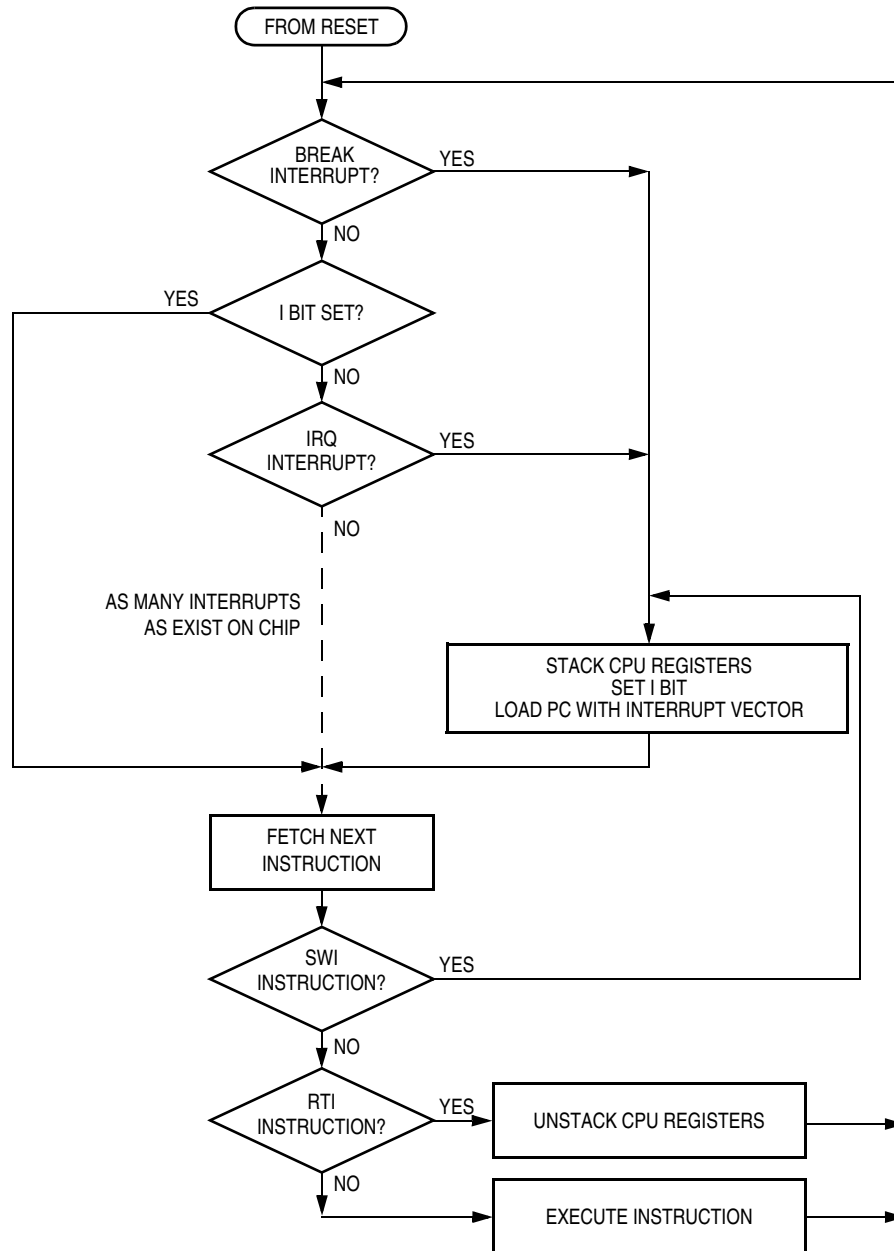 FROM RESET
BREAK
INTERRUPT?
YES
NO
YES
I BIT SET?
NO
IRQ
INTERRUPT?
YES
NO
AS MANY INTERRUPTS
AS EXIST ON CHIP
STACK CPU REGISTERS
SET I BIT
LOAD PC WITH INTERRUPT VECTOR
FETCH NEXT
INSTRUCTION
SWI
INSTRUCTION?
YES
NO
RTI
INSTRUCTION?
YES
UNSTACK CPU REGISTERS
NO
EXECUTE INSTRUCTION